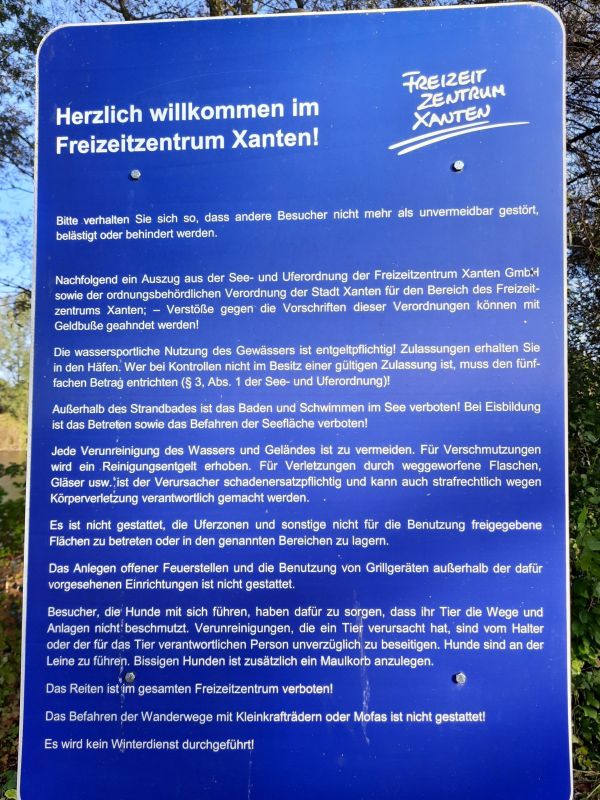 FREIZEIT
ZENTRUM
XANTEN
Herzlich willkommen im
Freizeitzentrum Xanten!
Bitte verhalten Sie sich so, dass andere Besucher nicht mehr als unvermeidbar gestört,
belästigt oder behindert werden.
Nachfolgend ein Auszug aus der See- und Uferordnung der Freizeitzentrum Xanten GmbH
sowie der ordnungsbehördlichen Verordnung der Stadt Xanten für den Bereich des Freizeit-
zentrums Xanten; – Verstöße gegen die Vorschriften dieser Verordnungen können mit
Geldbuße geahndet werden!
Die wassersportliche Nutzung des Gewässers ist entgeltpflichtig! Zulassungen erhalten Sie
in den Häfen. Wer bei Kontrollen nicht im Besitz einer gültigen Zulassung ist, muss den fünf-
fachen Betrag entrichten (§ 3, Abs. 1 der See- und Uferordnung)!
Außerhalb des Strandbades ist das Baden und Schwimmen im See verboten! Bei Eisbildung
ist das Betreten sowie das Befahren der Seefläche verboten!
Jede Verunreinigung des Wassers und Geländes ist zu vermeiden. Für Verschmutzungen
wird ein Reinigungsentgelt erhoben. Für Verletzungen durch weggeworfene Flaschen,
Gläser usw. ist der Verursacher schadenersatzpflichtig und kann auch strafrechtlich wegen
Körperverletzung verantwortlich gemacht werden.
Es ist nicht gestattet, die Uferzonen und sonstige nicht für die Benutzung freigegebene
Flächen zu betreten oder in den genannten Bereichen zu lagern.
Das Anlegen offener Feuerstellen und die Benutzung von Grillgeräten außerhalb der dafür
vorgesehenen Einrichtungen ist nicht gestattet.
Besucher, die Hunde mit sich führen, haben dafür zu sorgen, dass ihr Tier die Wege und
Anlagen nicht beschmutzt. Verunreinigungen, die ein Tier verursacht hat, sind vom Halter
oder der für das Tier verantwortlichen Person unverzüglich zu beseitigen. Hunde sind an der
Leine zu führen. Bissigen Hunden ist zusätzlich ein Maulkorb anzulegen.
Das Reiten ist im gesamten Freizeitzentrum verboten!
Das Befahren der Wanderwege mit Kleinkrafträdern oder Mofas ist nicht gestattet!
Es wird kein Winterdienst durchgeführt!